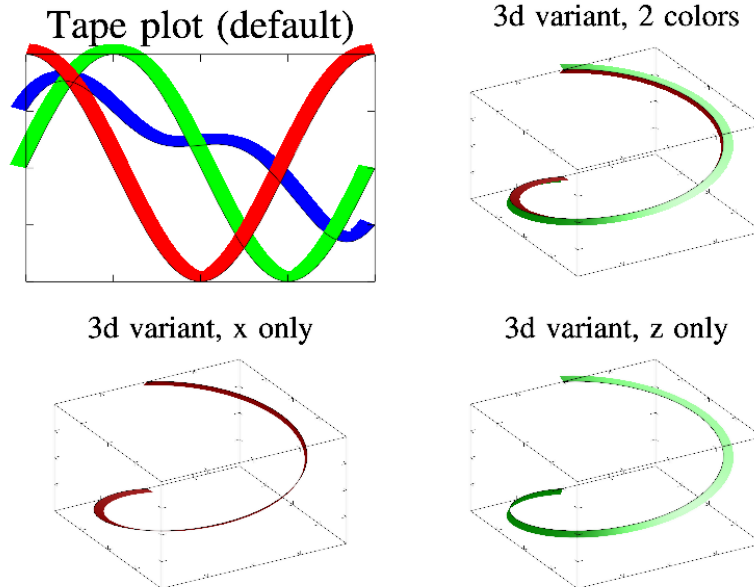 Tape plot (default)
3d variant, 2 colors
3d variant, x only
3d variant, z only